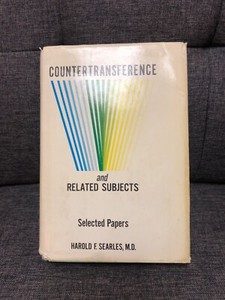 COUNTERTRANSFERENCE
and
RELATED SUBJECTS
Selected Papers
HAROLD F. SEARLES, M.D.